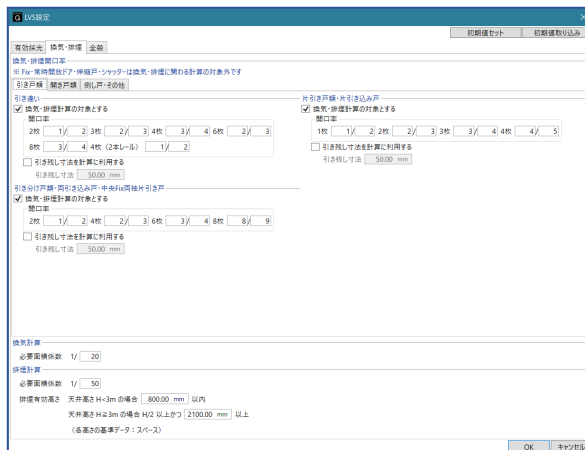 G LVS設定
初期値セット 初期値取り込み
有効採光 換気・排煙 全般
換気・排煙開口率
※ Fix・常時開放ドア・伸縮戸・シャッターは換気・排煙に関わる計算の対象外です
引き戸類 開き戸類 倒し戸・その他
引き違い
換気・排煙計算の対象とする
開口率
2枚 1/ 2 3枚 2/ 3 4枚 3/ 4 6枚 2/ 3
8枚 3/ 4 4枚（2本レール） 1/ 2
引き残し寸法を計算に利用する
引き残し寸法 50.00 mm
片引き戸類・片引き込み戸
換気・排煙計算の対象とする
開口率
1枚 1/ 2 2枚 2/ 3 3枚 3/ 4 4枚 4/ 5
引き残し寸法を計算に利用する
引き残し寸法 50.00 mm
引き分け戸類・両引き込み戸・中央Fix両袖片引き戸
換気・排煙計算の対象とする
開口率
2枚 1/ 2 4枚 2/ 3 6枚 3/ 4 8枚 8/ 9
引き残し寸法を計算に利用する
引き残し寸法 50.00 mm
換気計算
必要面積係数 1/ 20
排煙計算
必要面積係数 1/ 50
排煙有効高さ 天井高さ H<3m の場合 800.00 mm 以内
天井高さ H≧3m の場合 H/2 以上かつ 2100.00 mm 以上
（各高さの基準データ：スペース）
OK キャンセル